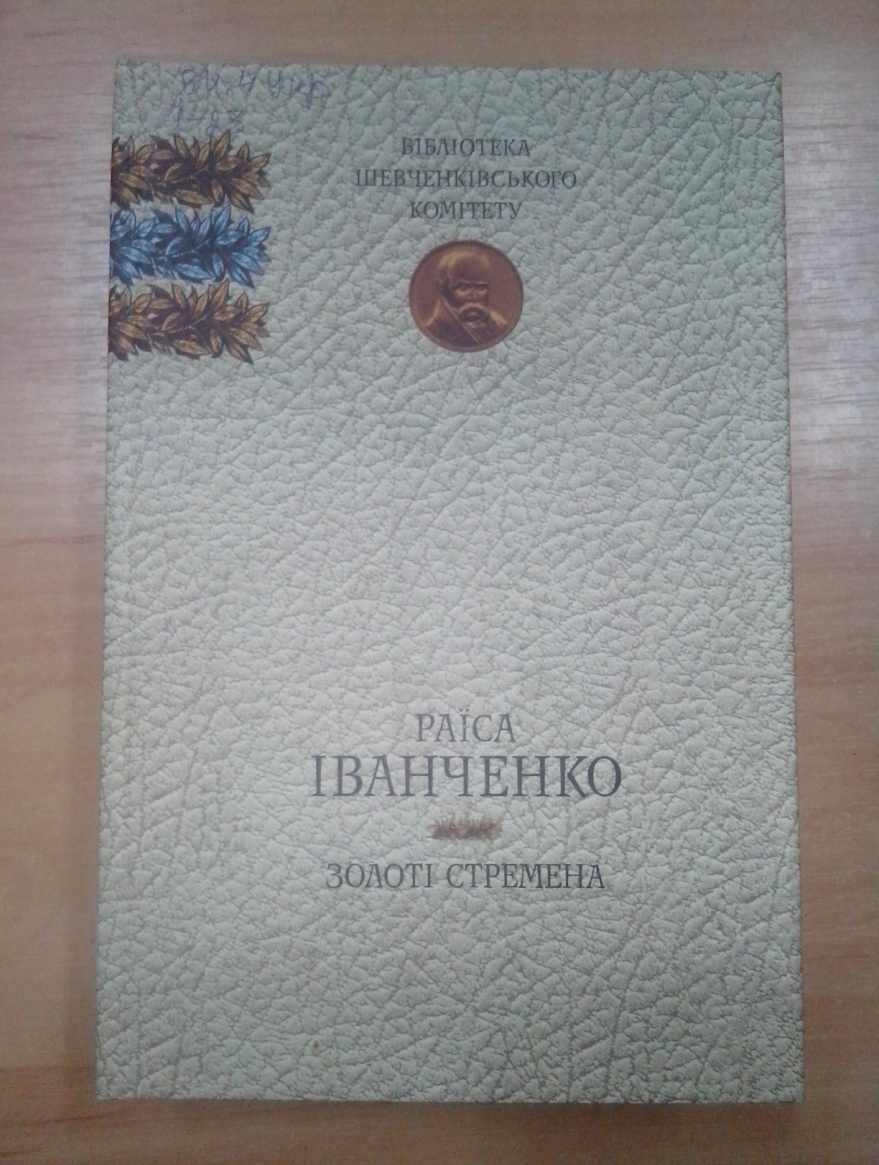 БІБЛІОТЕКА
ШЕВЧЕНКІВСЬКОГО
КОМІТЕТУ
РАЇСА
ІВАНЧЕНКО
ЗОЛОТІ СТРЕМЕНА